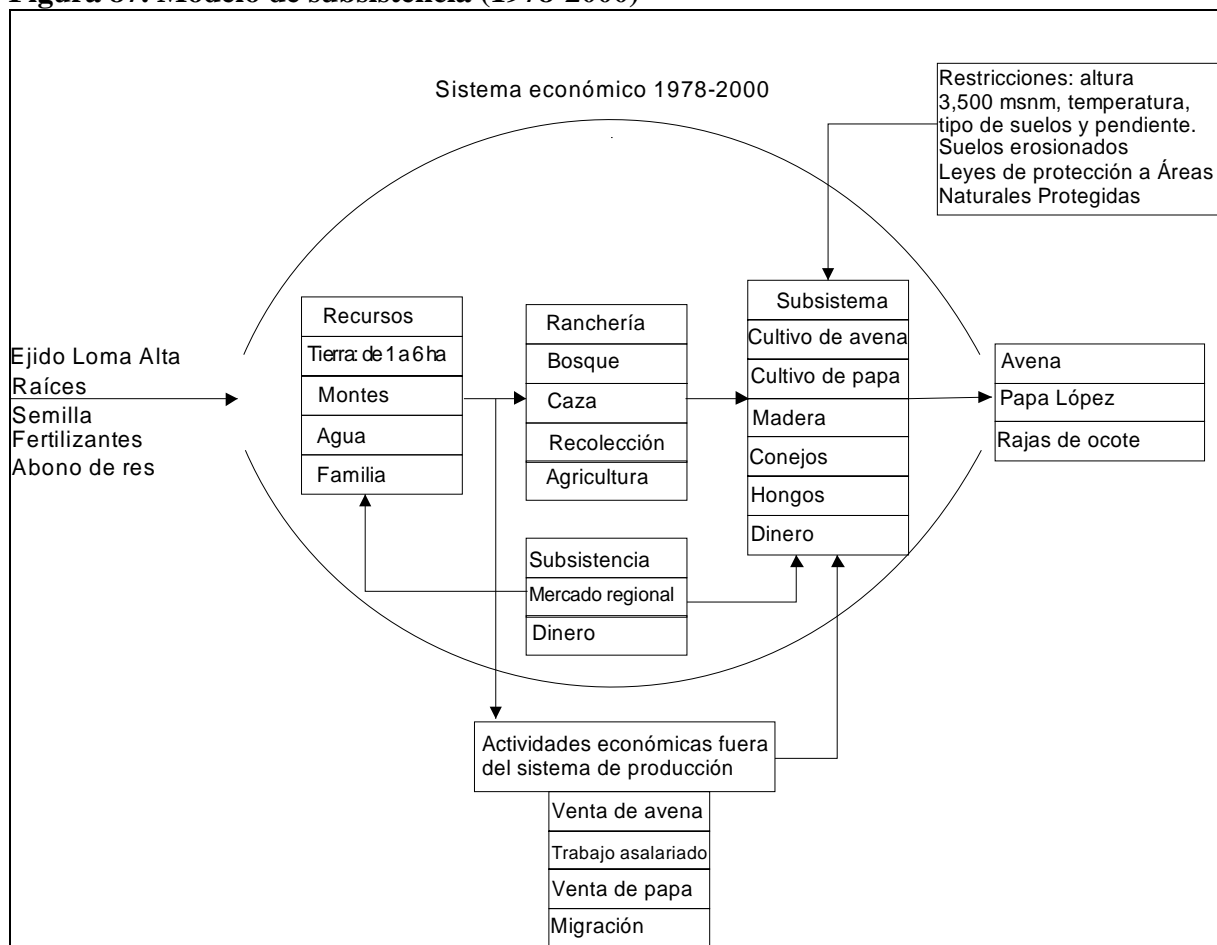 Figura 87. Modelo de subsistencia (1978-2000)
Sistema económico 1978-2000
Restricciones: altura
3,500 msnm, temperatura,
tipo de suelos y pendiente.
Suelos erosionados
Leyes de protección a Áreas
Naturales Protegidas
Ejido Loma Alta
Raíces
Semilla
Fertilizantes
Abono de res
Recursos
Tierra: de 1 a 6 ha
Montes
Agua
Familia
Ranchería
Bosque
Caza
Recolección
Agricultura
Subsistema
Cultivo de avena
Cultivo de papa
Madera
Conejos
Hongos
Dinero
Avena
Papa López
Rajas de ocote
Subsistencia
Mercado regional
Dinero
Actividades económicas fuera
del sistema de producción
Venta de avena
Trabajo asalariado
Venta de papa
Migración